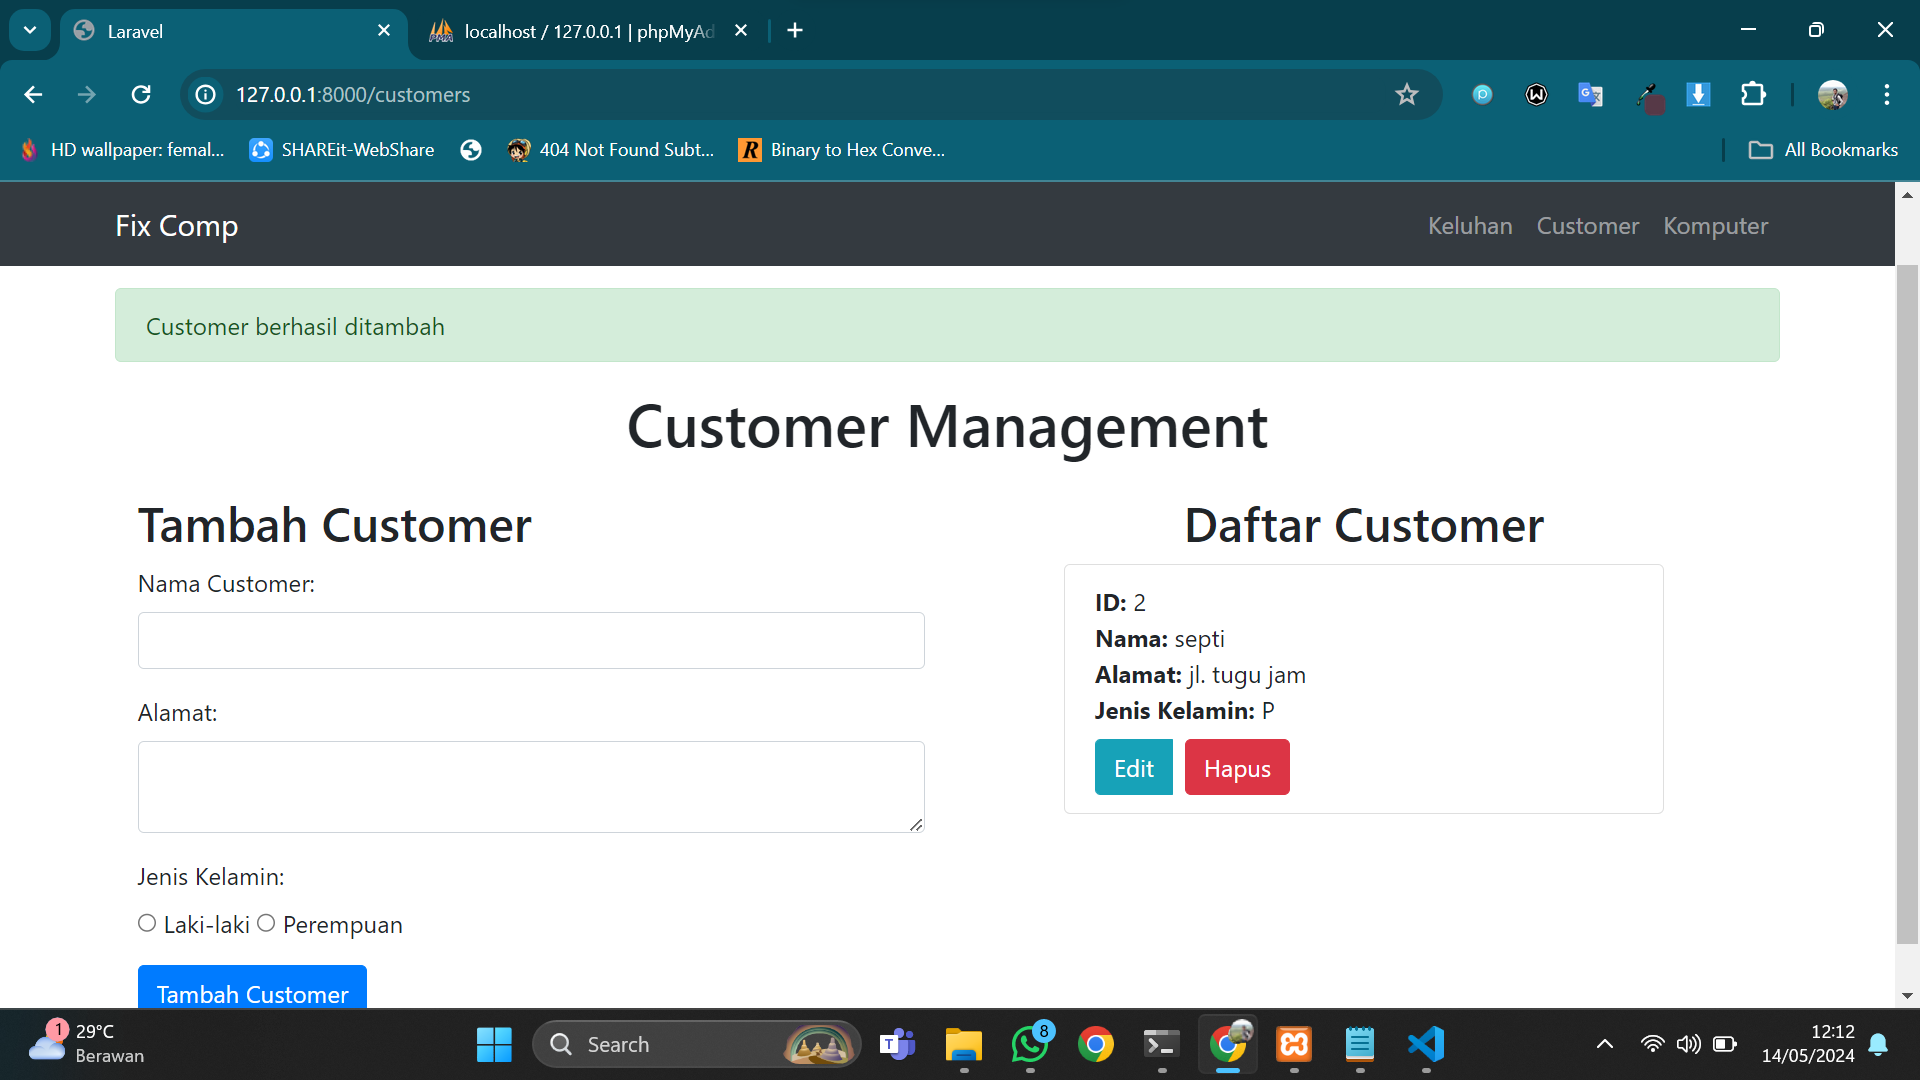 Laravel
localhost / 127.0.0.1 | phpMyAd
127.0.0.1:8000/customers
HD wallpaper: femal...
SHAREit-WebShare
404 Not Found Subt...
R
Binary to Hex Conve...
All Bookmarks
Fix Comp
Keluhan
Customer
Komputer
Customer berhasil ditambah
Customer Management
Tambah Customer
Nama Customer:
Alamat:
Jenis Kelamin:
Laki-laki
Perempuan
Tambah Customer
Daftar Customer
ID: 2
Nama: septi
Alamat: jl. tugu jam
Jenis Kelamin: P
Edit
Hapus
1
29°C
Berawan
Search
T
8
12:12
14/05/2024